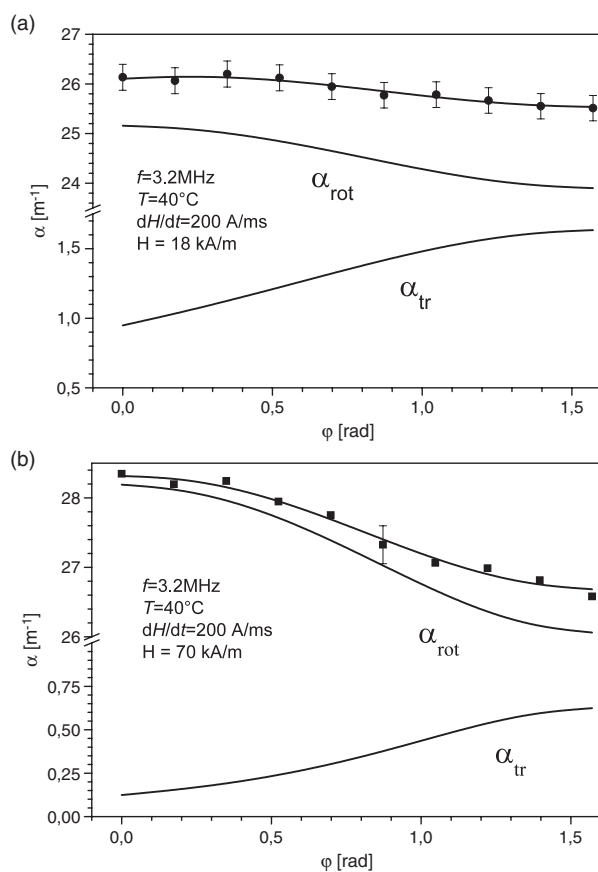 (a)
27
26
25
24
1,5
1,0
0,5
α [m⁻¹]
f=3.2MHz
T=40°C
dH/dt=200 A/ms
H = 18 kA/m
α_rot
α_tr
0,0
0,5
1,0
1,5
φ [rad]
(b)
28
27
26
0,75
0,50
0,25
0,00
α [m⁻¹]
f=3.2MHz
T=40°C
dH/dt=200 A/ms
H = 70 kA/m
α_rot
α_tr
0,0
0,5
1,0
1,5
φ [rad]